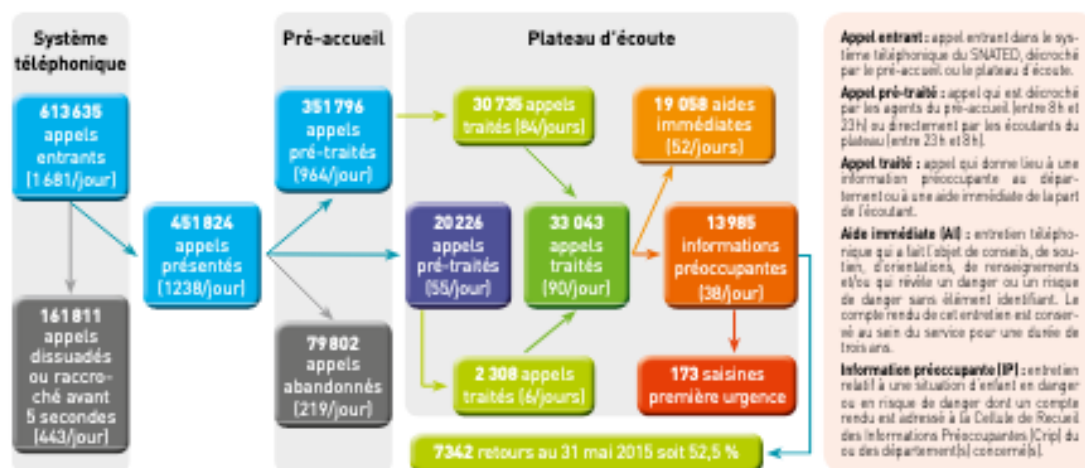 Système
téléphonique
Pré-accueil
Plateau d'écoute
613 635
appels
entrants
(1 681/jour)
451 824
appels
présentés
(1238/jour)
161 811
appels
dissuadés
ou raccro-
ché avant
5 secondes
(443/jour)
351 796
appels
pré-traités
(964/jour)
79 802
appels
abandonnés
(219/jour)
30 735 appels
traités (84/jours)
20 226
appels
pré-traités
(55/jour)
33 043
appels
traités
(90/jour)
2 308 appels
traités (6/jours)
19 058 aides
immédiates
(52/jours)
13 985
informations
préoccupantes
(38/jour)
173 saisines
première urgence
7342 retours au 31 mai 2015 soit 52,5 %
Appel entrant : appel entrant dans le sys-
tème téléphonique du SNATED, décroché
par le pré-accueil ou le plateau d'écoute.
Appel pré-traité : appel qui est décroché
par les agents du pré-accueil (entre 8h et
23h) ou directement par les écoutants du
plateau (entre 23h et 8h).
Appel traité : appel qui donne lieu à une
information préoccupante au dépar-
tement ou à une aide immédiate de la part
de l'écoutant.
Aide immédiate (AI) : entretien télépho-
nique qui a fait l'objet de conseils, de sou-
tien, d'orientations, de renseignements
et/ou qui révèle un danger ou un risque
de danger sans élément identifiant. Le
compte rendu de cet entretien est conser-
vé au sein du service pour une durée de
trois ans.
Information préoccupante (IP) : entretien
relatif à une situation d'enfant en danger
ou en risque de danger dont un compte
rendu est adressé à la Cellule de Recueil
des Informations Préoccupantes (Crip) du
ou des département(s) concerné(s).